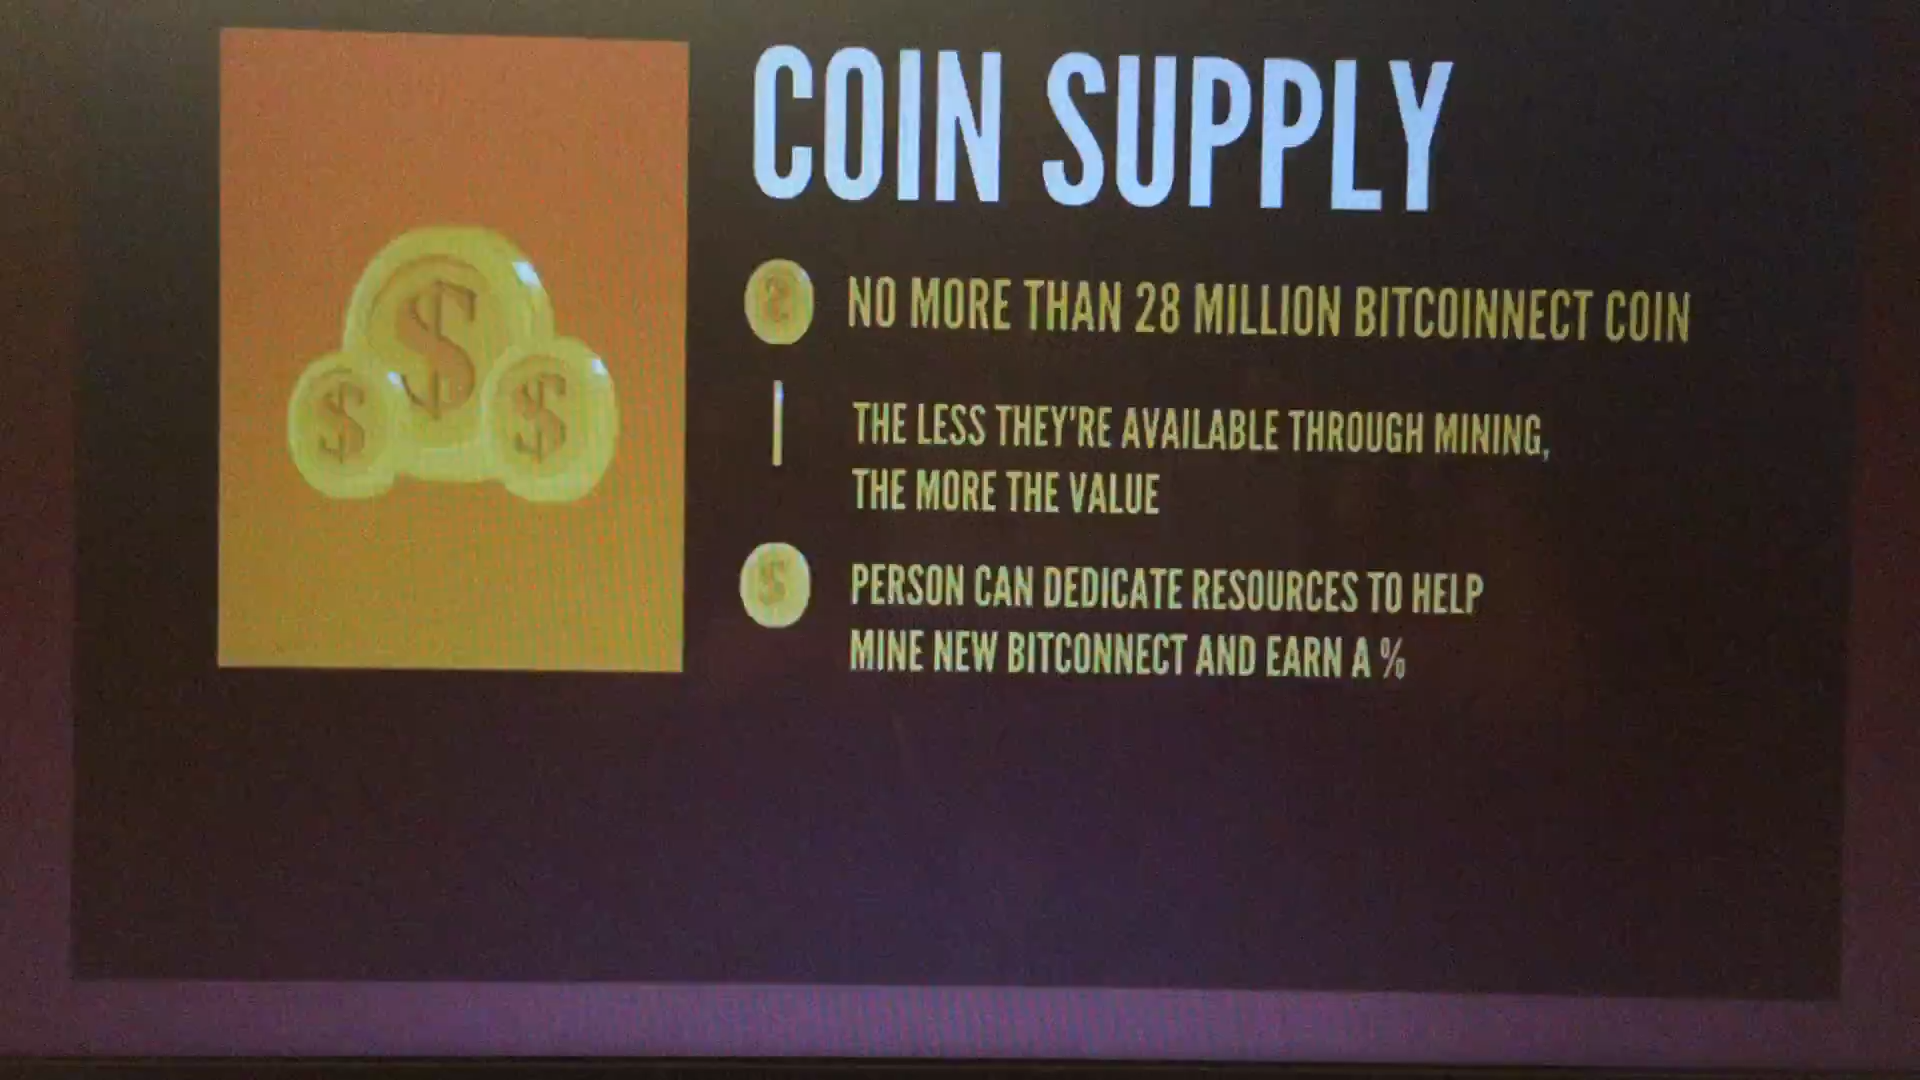 COIN SUPPLY
NO MORE THAN 28 MILLION BITCOINNECT COIN
THE LESS THEY'RE AVAILABLE THROUGH MINING,
THE MORE THE VALUE
PERSON CAN DEDICATE RESOURCES TO HELP
MINE NEW BITCONNECT AND EARN A %